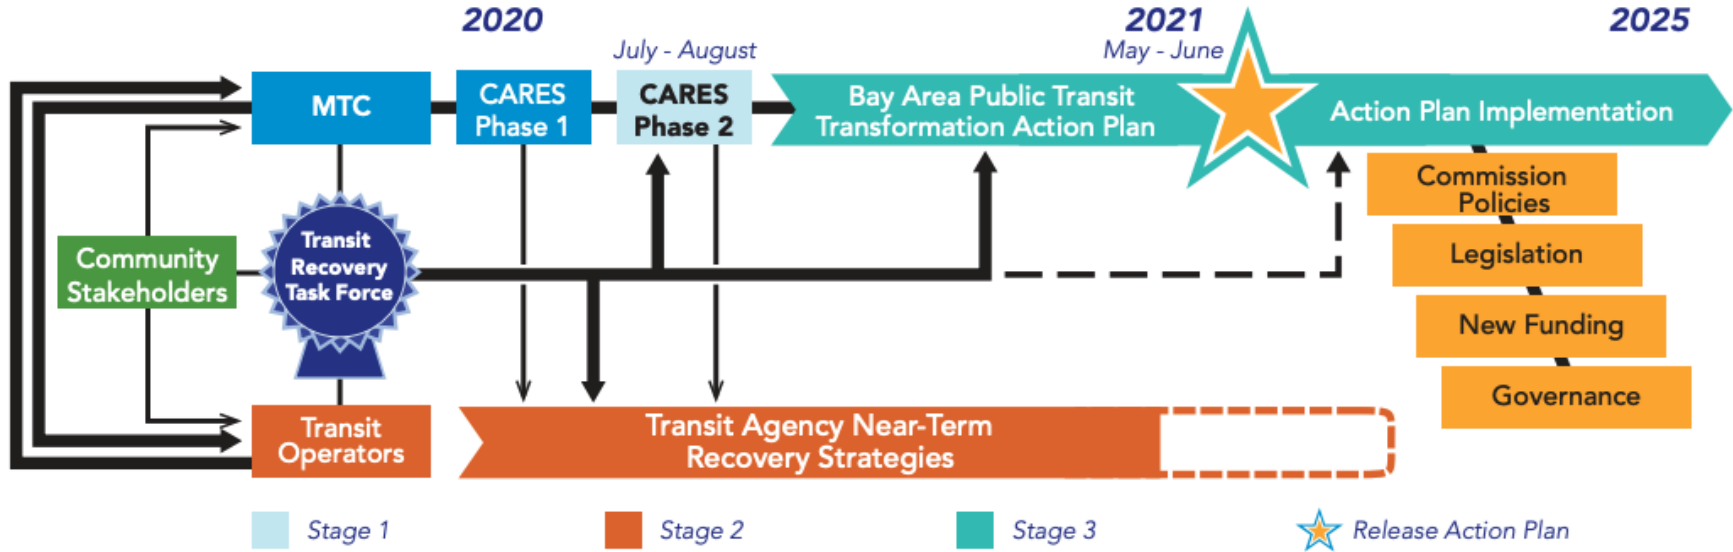 2020
2021
2025
July - August
May - June
MTC
CARES
Phase 1
CARES
Phase 2
Bay Area Public Transit
Transformation Action Plan
Action Plan Implementation
Commission
Policies
Legislation
New Funding
Governance
Community
Stakeholders
Transit
Recovery
Task Force
Transit
Operators
Transit Agency Near-Term
Recovery Strategies
Stage 1
Stage 2
Stage 3
Release Action Plan